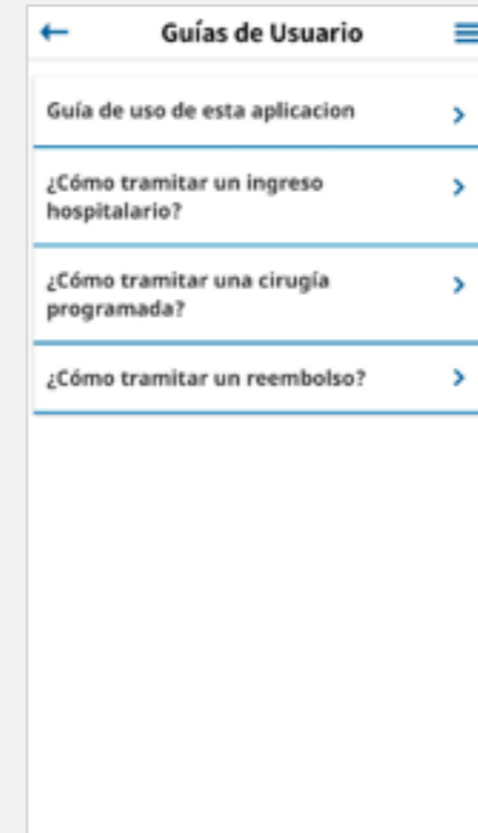 Guías de Usuario
Guía de uso de esta aplicacion
¿Cómo tramitar un ingreso
hospitalario?
¿Cómo tramitar una cirugía
programada?
¿Cómo tramitar un reembolso?